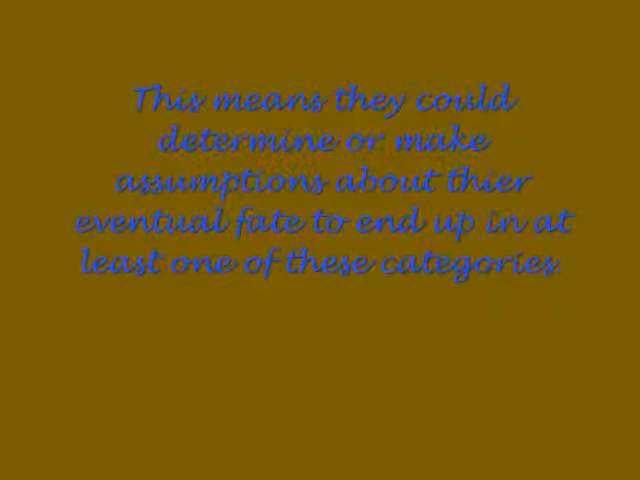 This means they could
determine or make
assumptions about thier
eventual fate to end up in at
least one of these categories.